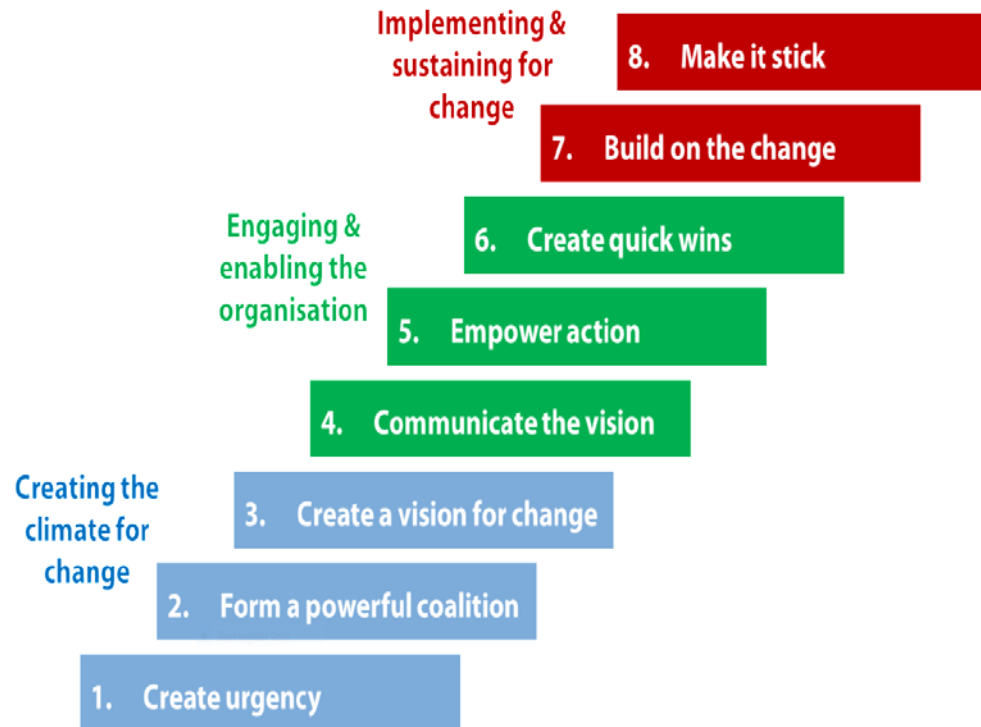 Implementing &
sustaining for
change
8. Make it stick
7. Build on the change
Engaging &
enabling the
organisation
6. Create quick wins
5. Empower action
4. Communicate the vision
Creating the
climate for
change
3. Create a vision for change
2. Form a powerful coalition
1. Create urgency